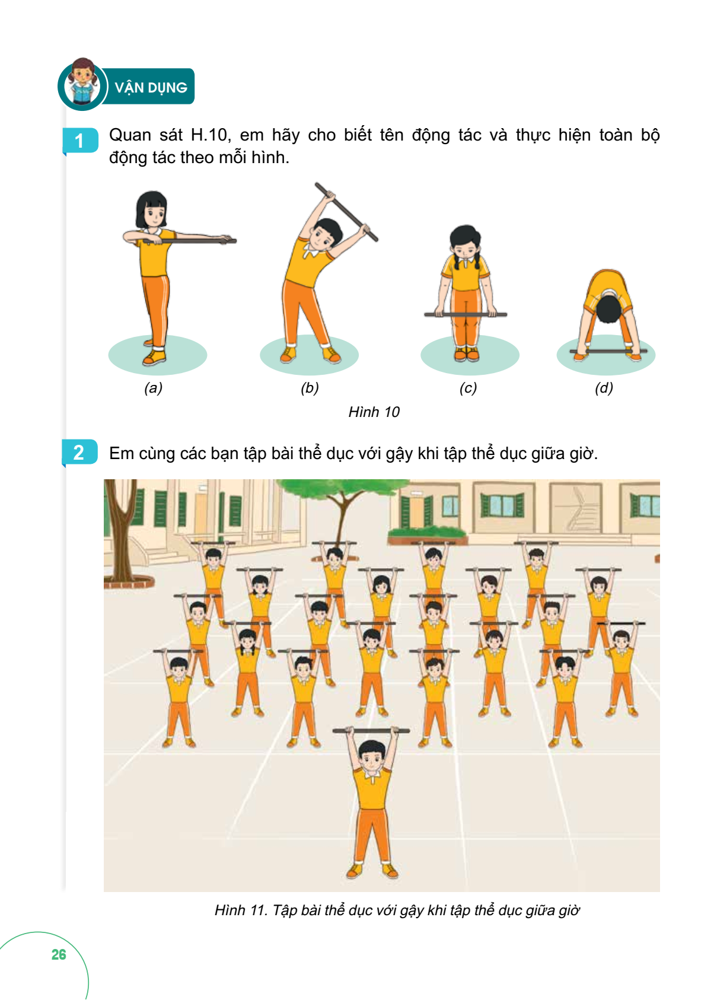 VẬN DỤNG
1
Quan sát H.10, em hãy cho biết tên động tác và thực hiện toàn bộ
động tác theo mỗi hình.
(a)
(b)
(c)
(d)
Hình 10
2
Em cùng các bạn tập bài thể dục với gậy khi tập thể dục giữa giờ.
Hình 11. Tập bài thể dục với gậy khi tập thể dục giữa giờ
26